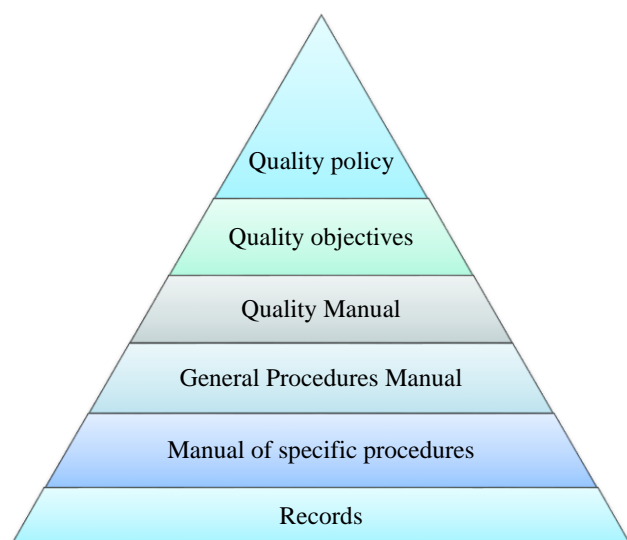 Quality policy
Quality objectives
Quality Manual
General Procedures Manual
Manual of specific procedures
Records